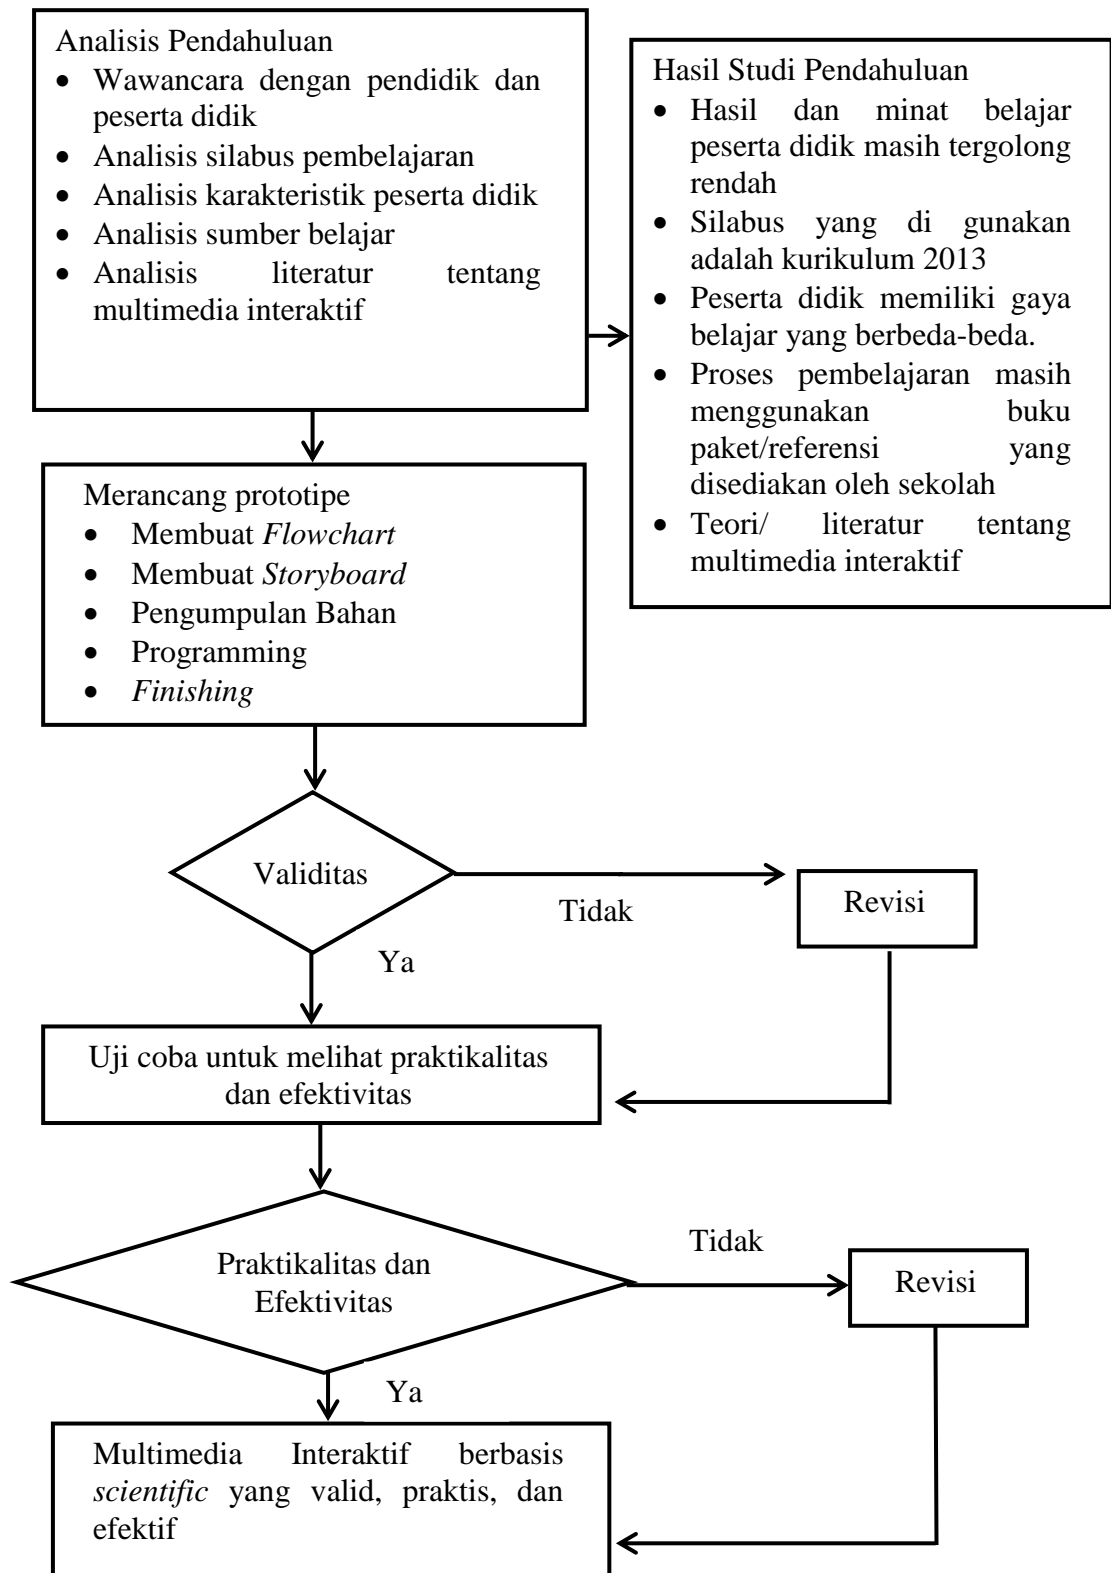 Analisis Pendahuluan
• Wawancara dengan pendidik dan
peserta didik
• Analisis silabus pembelajaran
• Analisis karakteristik peserta didik
• Analisis sumber belajar
• Analisis literatur tentang
multimedia interaktif
Hasil Studi Pendahuluan
• Hasil dan minat belajar
peserta didik masih tergolong
rendah
• Silabus yang di gunakan
adalah kurikulum 2013
• Peserta didik memiliki gaya
belajar yang berbeda-beda.
• Proses pembelajaran masih
menggunakan buku
paket/referensi yang
disediakan oleh sekolah
• Teori/ literatur tentang
multimedia interaktif
Merancang prototipe
• Membuat Flowchart
• Membuat Storyboard
• Pengumpulan Bahan
• Programming
• Finishing
Validitas
Tidak
Revisi
Ya
Uji coba untuk melihat praktikalitas
dan efektivitas
Praktikalitas dan
Efektivitas
Tidak
Revisi
Ya
Multimedia Interaktif berbasis
scientific yang valid, praktis, dan
efektif